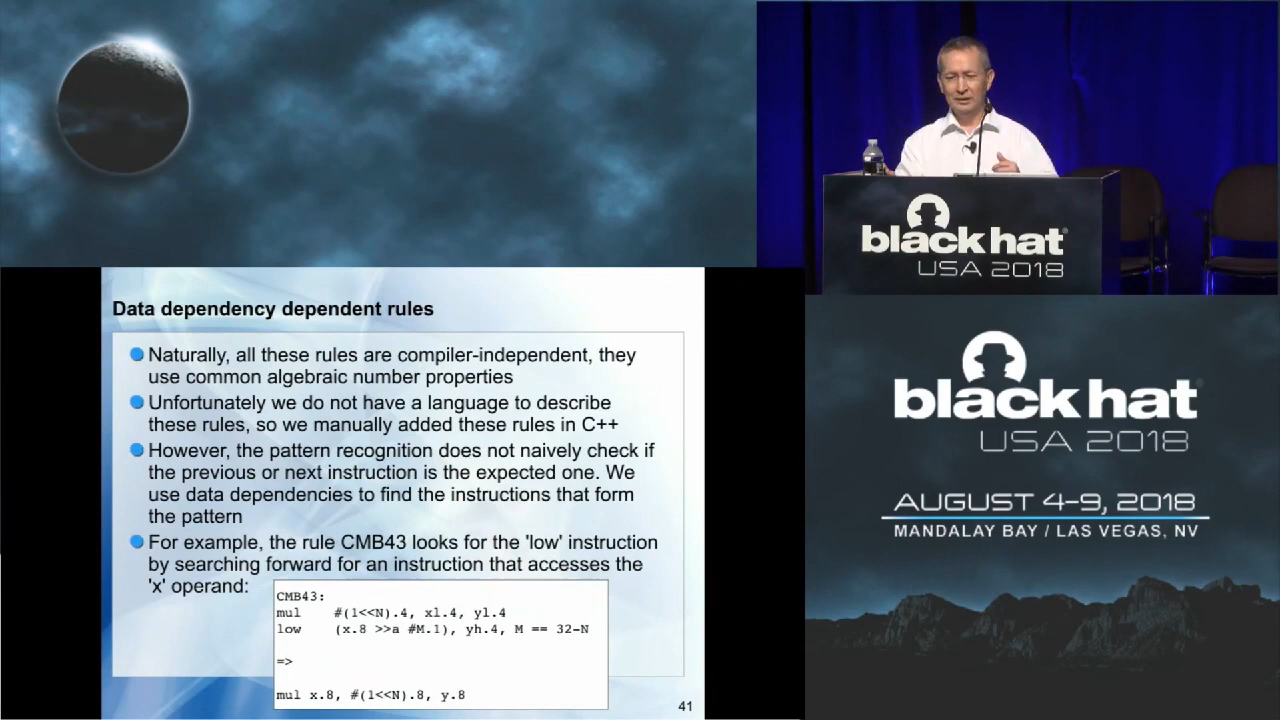 black hat
USA 2018
Data dependency dependent rules
Naturally, all these rules are compiler-independent, they
use common algebraic number properties
Unfortunately we do not have a language to describe
these rules, so we manually added these rules in C++
However, the pattern recognition does not naively check if
the previous or next instruction is the expected one. We
use data dependencies to find the instructions that form
the pattern
For example, the rule CMB43 looks for the 'low' instruction
by searching forward for an instruction that accesses the
'x' operand:
CMB43:
mul #(1<<N).4, xl.4, yl.4
low (x.8 >>a #M.1), yh.4, M == 32-N
=>
mul x.8, #(1<<N).8, y.8
41
black hat
USA 2018
AUGUST 4-9, 2018
MANDALAY BAY / LAS VEGAS, NV